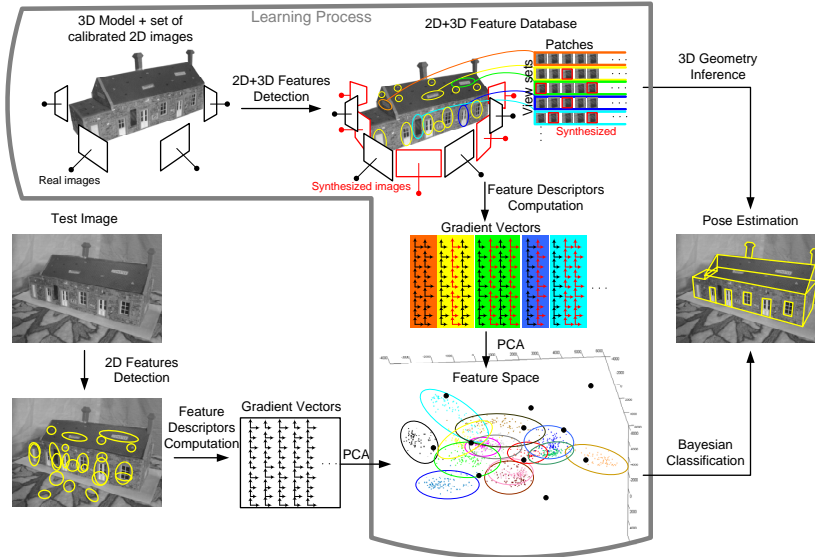 Learning Process
3D Model + set of
calibrated 2D images
2D+3D Feature Database
Patches
2D+3D Features
Detection
View sets
Synthesized
3D Geometry
Inference
Real images
Synthesized images
Feature Descriptors
Computation
Test Image
Gradient Vectors
Pose Estimation
2D Features
Detection
PCA
Feature Space
Feature
Descriptors
Computation
Gradient Vectors
PCA
Bayesian
Classification